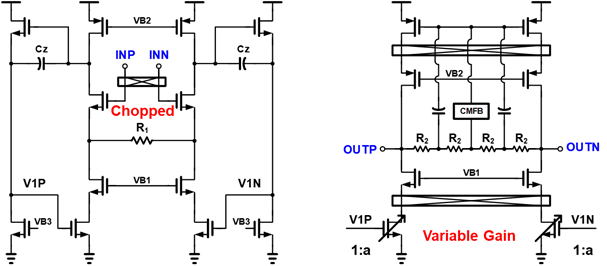 VB2
Cz
Cz
INP
INN
Chopped
R1
V1P
VB1
V1N
VB3
VB3
VB2
CMFB
R2
R2
R2
R2
OUTP
OUTN
VB1
V1P
V1N
1:a
Variable Gain
1:a